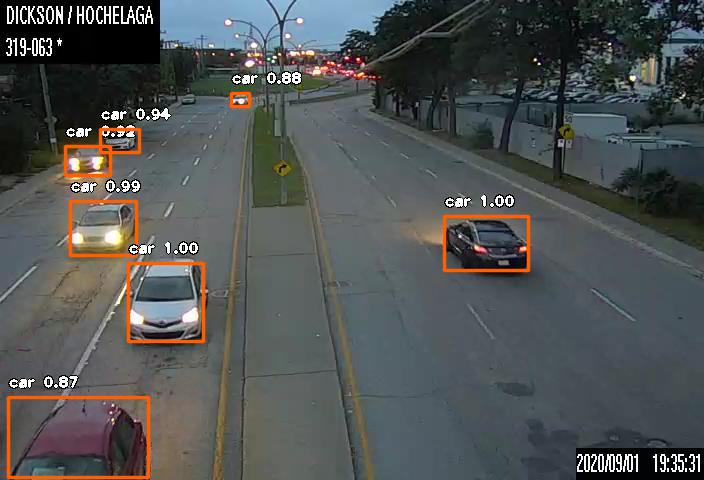 DICKSON / HOCHELAGA
319-063 *
car 0.88
car 0.94
car 0.92
car 0.99
car 1.00
car 1.00
car 0.87
2020/09/01 19:35:31